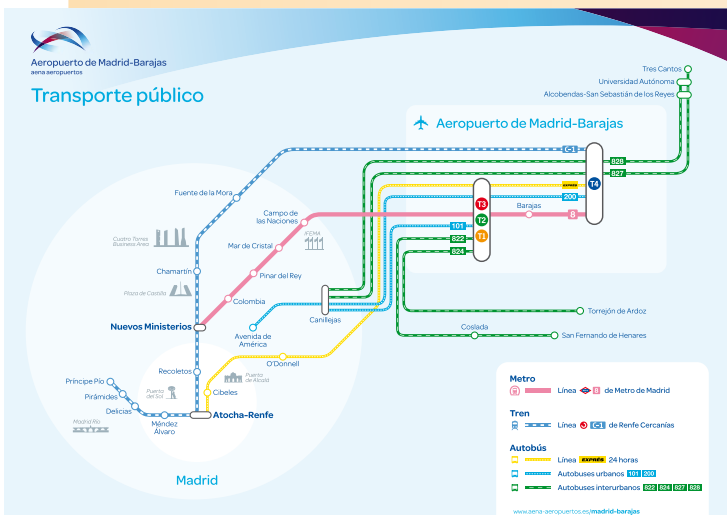 Aeropuerto de Madrid-Barajas
aena aeropuertos
Transporte público
Tres Cantos
Universidad Autónoma
Alcobendas-San Sebastián de los Reyes
Aeropuerto de Madrid-Barajas
C-1
828
827
T4
EXPRÉS
200
Fuente de la Mora
Campo de
las Naciones
IFEMA
T3
Barajas
8
T2
101
T1
822
824
Cuatro Torres
Business Area
Mar de Cristal
Chamartín
Pinar del Rey
Plaza de Castilla
Colombia
Canillejas
Torrejón de Ardoz
Nuevos Ministerios
Avenida de
América
Coslada
San Fernando de Henares
O'Donnell
Recoletos
Puerta
de Alcalá
Príncipe Pío
Pirámides
Puerta
del Sol
Cibeles
Delicias
Atocha-Renfe
Madrid Río
Méndez
Álvaro
Madrid
Metro
Línea 8 de Metro de Madrid
Tren
Línea C-1 de Renfe Cercanías
Autobús
Línea EXPRÉS 24 horas
Autobuses urbanos 101 200
Autobuses interurbanos 822 824 827 828
www.aena-aeropuertos.es/madrid-barajas